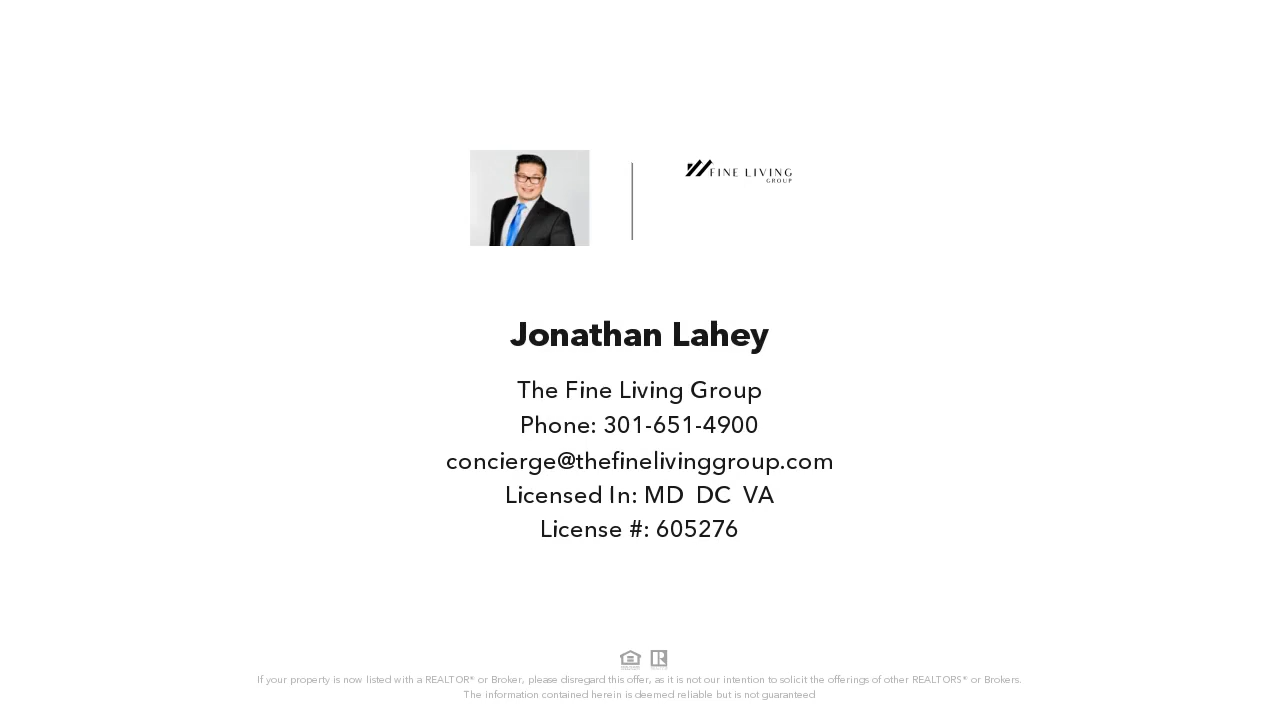 FINE LIVING
GROUP
Jonathan Lahey
The Fine Living Group
Phone: 301-651-4900
concierge@thefinelivinggroup.com
Licensed In: MD DC VA
License #: 605276
If your property is now listed with a REALTOR® or Broker, please disregard this offer, as it is not our intention to solicit the offerings of other REALTORS® or Brokers.
The information contained herein is deemed reliable but is not guaranteed